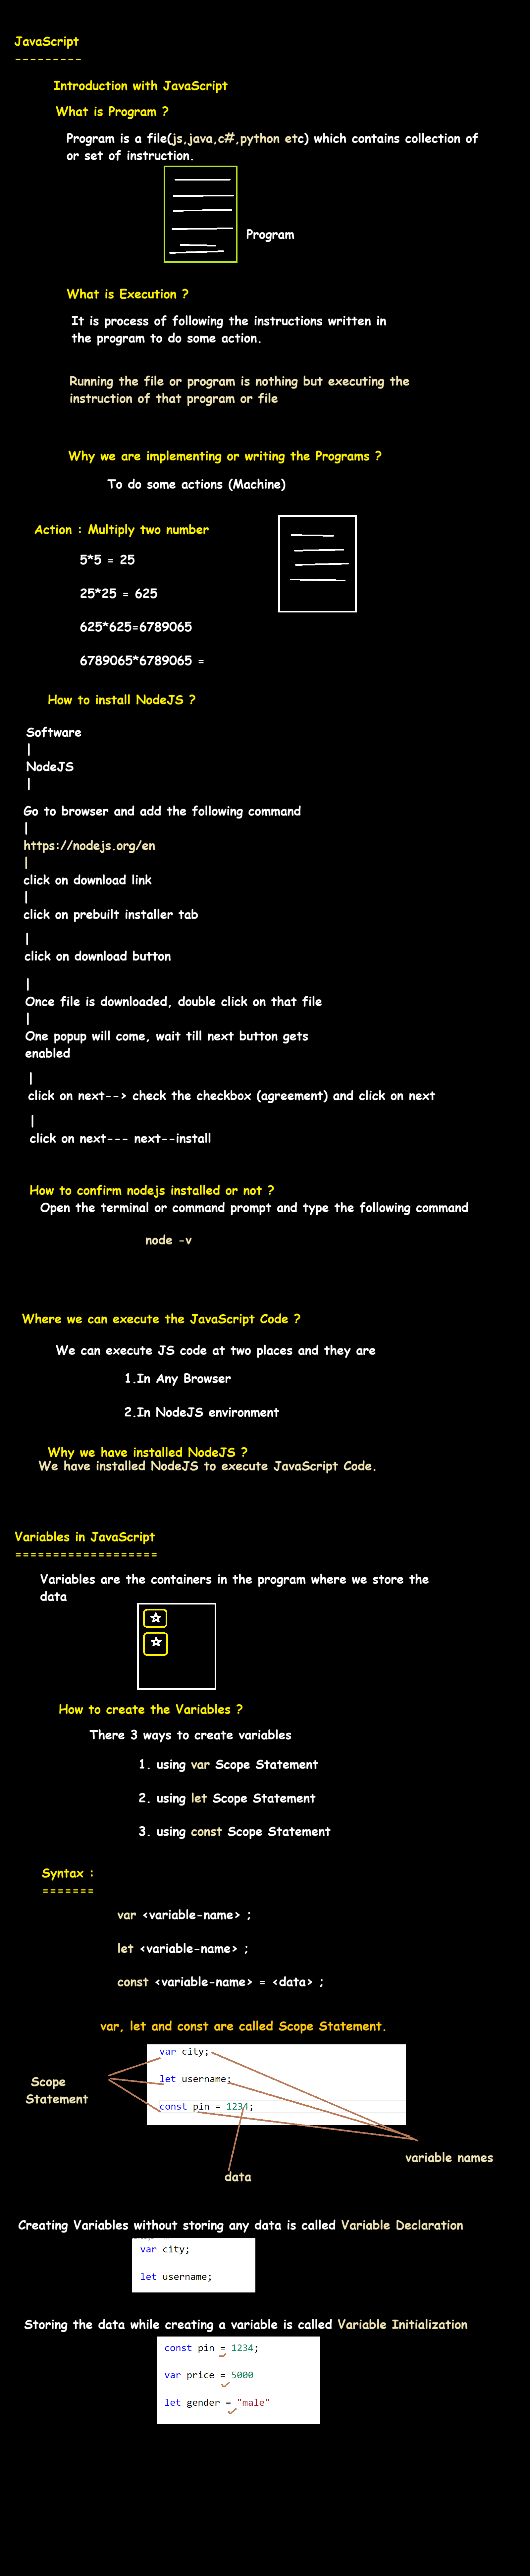 JavaScript
---------
Introduction with JavaScript
What is Program ?
Program is a file(js,java,c#,python etc) which contains collection of
or set of instruction.
Program
What is Execution ?
It is process of following the instructions written in
the program to do some action.
Running the file or program is nothing but executing the
instruction of that program or file
Why we are implementing or writing the Programs ?
To do some actions (Machine)
Action : Multiply two number
5*5 = 25
25*25 = 625
625*625=6789065
6789065*6789065 =
How to install NodeJS ?
Software
|
NodeJS
|
Go to browser and add the following command
|
https://nodejs.org/en
|
click on download link
|
click on prebuilt installer tab
|
click on download button
|
Once file is downloaded, double click on that file
|
One popup will come, wait till next button gets
enabled
|
click on next--> check the checkbox (agreement) and click on next
|
click on next--- next--install
How to confirm nodejs installed or not ?
Open the terminal or command prompt and type the following command
node -v
Where we can execute the JavaScript Code ?
We can execute JS code at two places and they are
1.In Any Browser
2.In NodeJS environment
Why we have installed NodeJS ?
We have installed NodeJS to execute JavaScript Code.
Variables in JavaScript
===================
Variables are the containers in the program where we store the
data
How to create the Variables ?
There 3 ways to create variables
1. using var Scope Statement
2. using let Scope Statement
3. using const Scope Statement
Syntax :
=======
var <variable-name> ;
let <variable-name> ;
const <variable-name> = <data> ;
var, let and const are called Scope Statement.
var city;
let username;
const pin = 1234;
Scope
Statement
variable names
data
Creating Variables without storing any data is called Variable Declaration
var city;
let username;
Storing the data while creating a variable is called Variable Initialization
const pin = 1234;
var price = 5000
let gender = "male"